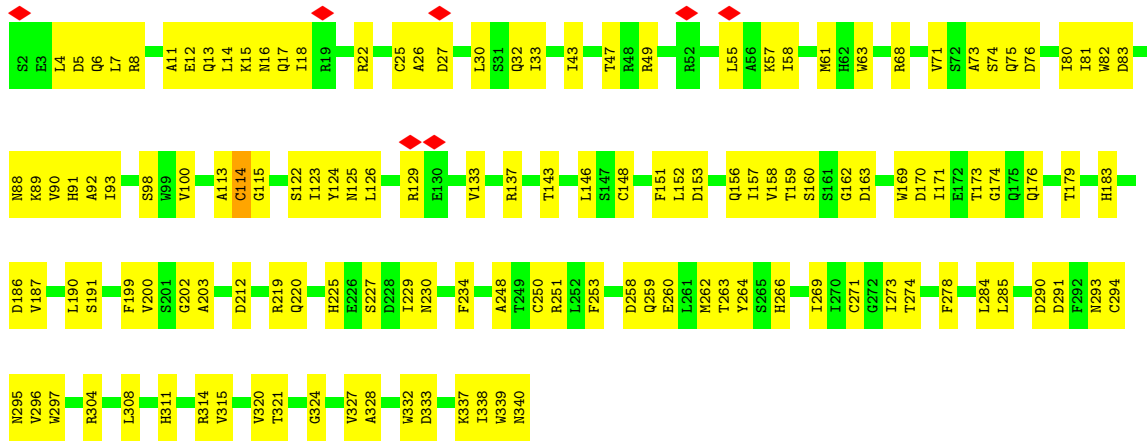 S2 E3 L4 D5 Q6 L7 R8 A11 E12 Q13 L14 K15 N16 Q17 I18 R19 R22 C25 A26 D27 L30 S31 Q32 I33 I43 T47 R48 R49 R52 L55 A56 K57 I58 M61 H62 W63 R68 V71 S72 A73 S74 Q75 D76 I80 I81 W82 D83
N88 K89 V90 H91 A92 I93 S98 W99 V100 A113 C114 G115 S122 I123 Y124 N125 L126 R129 E130 V133 R137 T143 L146 S147 C148 F151 L152 D153 Q156 I157 V158 T159 S160 S161 G162 D163 W169 D170 I171 E172 T173 G174 Q175 Q176 T179 H183
D186 V187 L190 S191 F199 V200 S201 G202 A203 D212 R219 Q220 H225 E226 S227 D228 I229 N230 F234 A248 T249 C250 R251 L252 F253 D258 Q259 E260 L261 M262 T263 Y264 S265 H266 I269 I270 C271 G272 I273 T274 F278 L284 L285 D290 D291 F292 N293 C294
N295 V296 W297 R304 L308 H311 R314 V315 V320 T321 G324 V327 A328 W332 D333 K337 I338 W339 N340